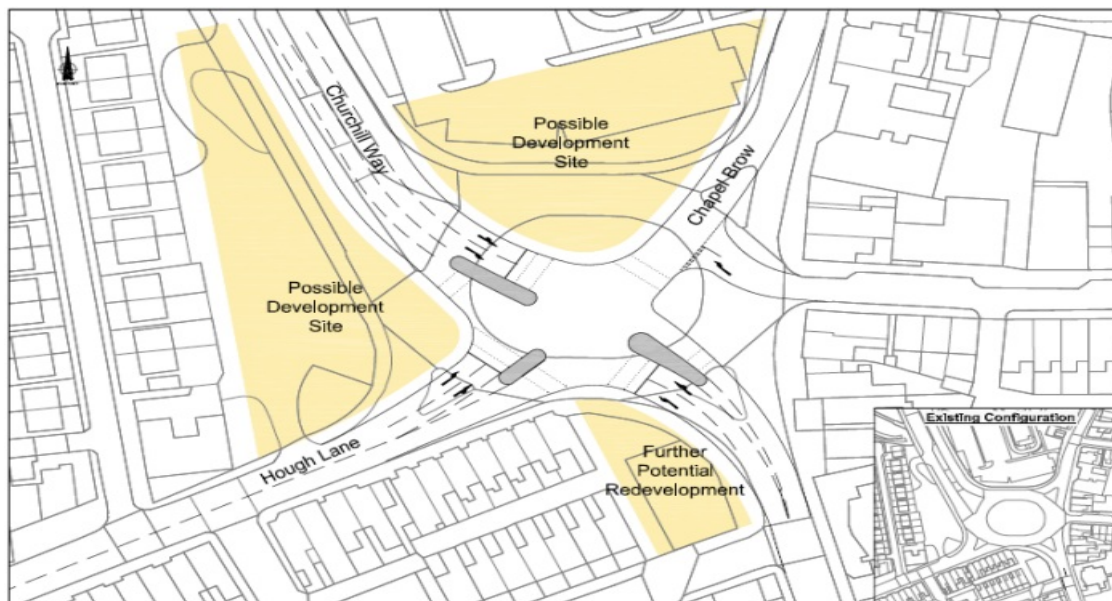 Churchill Way
Possible
Development
Site
Chapel Brow
Possible
Development
Site
Hough Lane
Further
Potential
Redevelopment
Existing Configuration